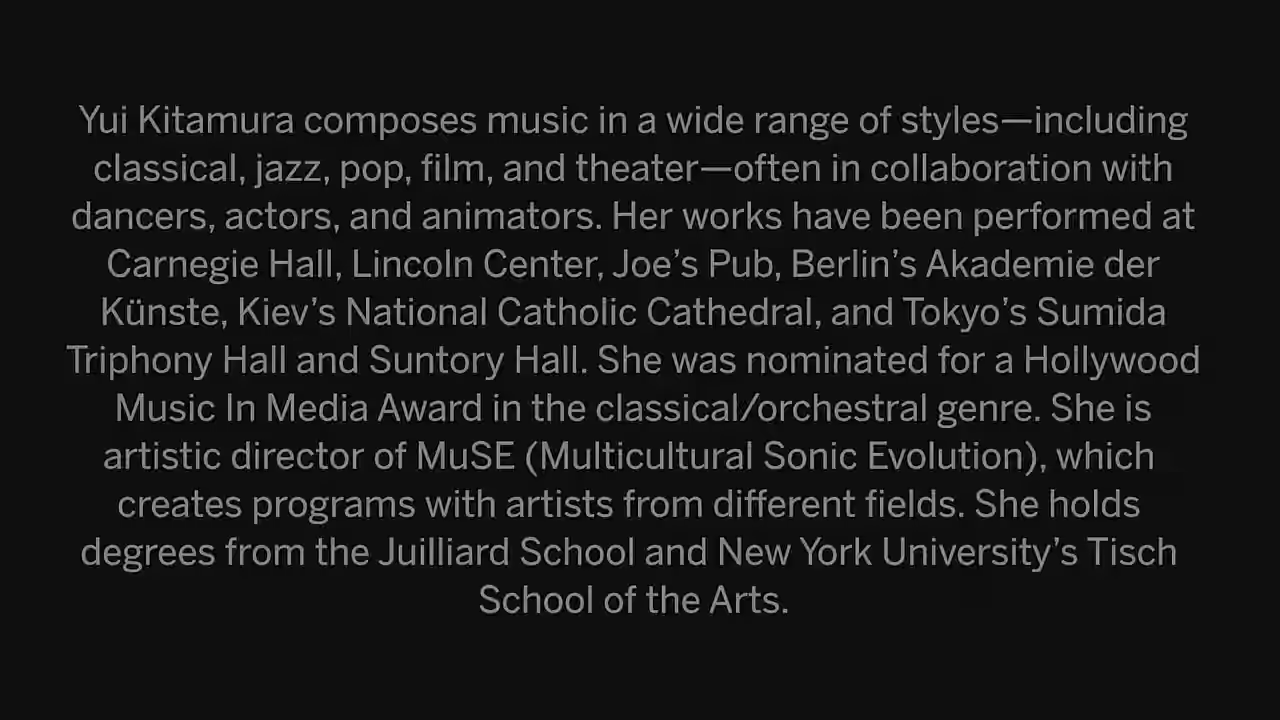 Yui Kitamura composes music in a wide range of styles—including
classical, jazz, pop, film, and theater—often in collaboration with
dancers, actors, and animators. Her works have been performed at
Carnegie Hall, Lincoln Center, Joe’s Pub, Berlin’s Akademie der
Künste, Kiev’s National Catholic Cathedral, and Tokyo’s Sumida
Triphony Hall and Suntory Hall. She was nominated for a Hollywood
Music In Media Award in the classical/orchestral genre. She is
artistic director of MuSE (Multicultural Sonic Evolution), which
creates programs with artists from different fields. She holds
degrees from the Juilliard School and New York University’s Tisch
School of the Arts.